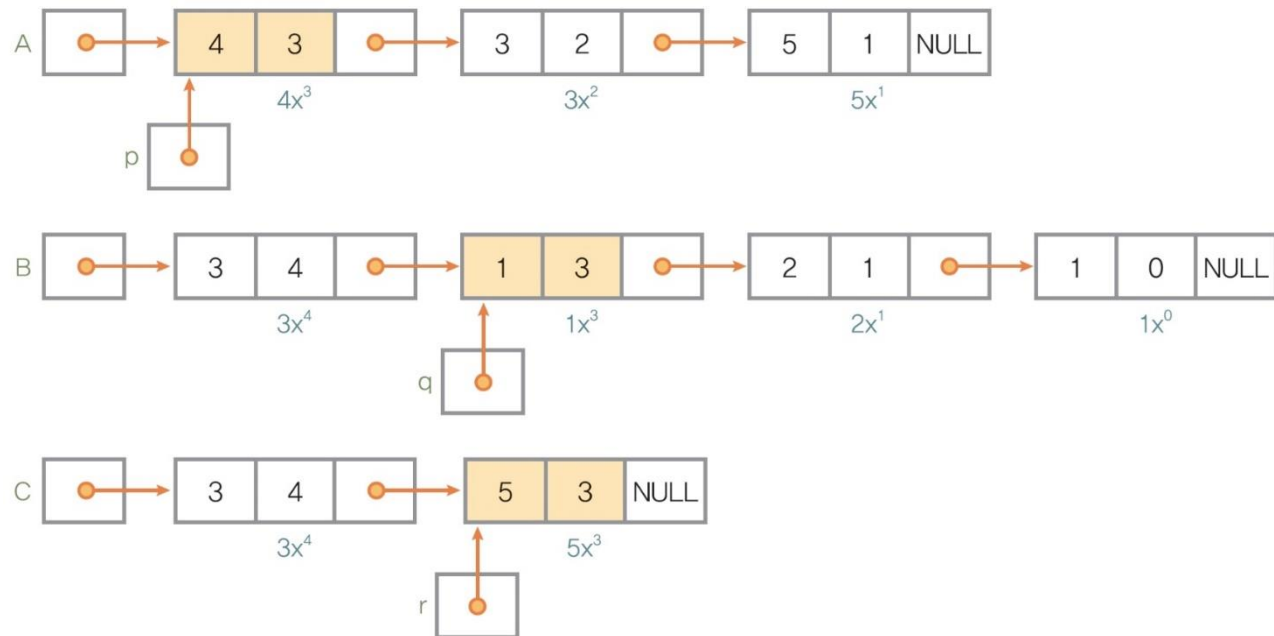 A 4 3 3 2 5 1 NULL
4x³ 3x² 5x¹
p
B 3 4 1 3 2 1 1 0 NULL
3x⁴ 1x³ 2x¹ 1x⁰
q
C 3 4 5 3 NULL
3x⁴ 5x³
r